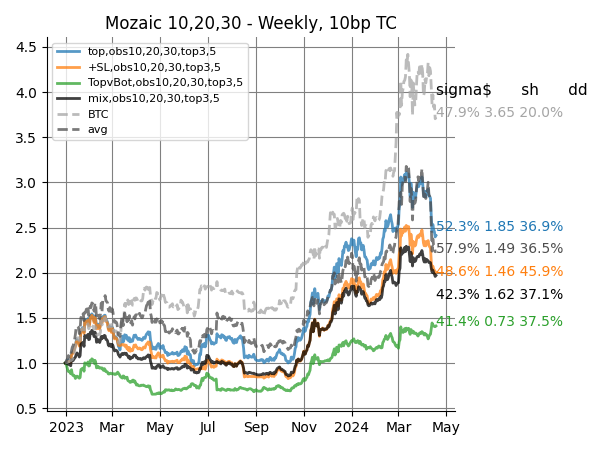 Mozaic 10,20,30 - Weekly, 10bp TC
top,obs10,20,30,top3,5
+SL,obs10,20,30,top3,5
TopvBot,obs10,20,30,top3,5
mix,obs10,20,30,top3,5
BTC
avg
sigma$ sh dd
47.9% 3.65 20.0%
52.3% 1.85 36.9%
57.9% 1.49 36.5%
48.6% 1.46 45.9%
42.3% 1.62 37.1%
41.4% 0.73 37.5%
4.5
4.0
3.5
3.0
2.5
2.0
1.5
1.0
0.5
2023 Mar May Jul Sep Nov 2024 Mar May